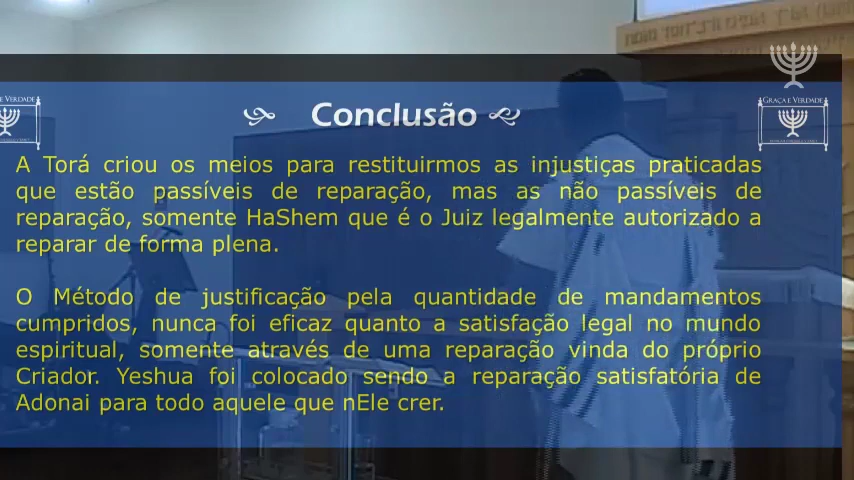 Conclusão
GRAÇA E VERDADE
E VERDADE
A Torá criou os meios para restituirmos as injustiças praticadas
que estão passíveis de reparação, mas as não passíveis de
reparação, somente HaShem que é o Juiz legalmente autorizado a
reparar de forma plena.
O Método de justificação pela quantidade de mandamentos
cumpridos, nunca foi eficaz quanto a satisfação legal no mundo
espiritual, somente através de uma reparação vinda do próprio
Criador. Yeshua foi colocado sendo a reparação satisfatória de
Adonai para todo aquele que nEle crer.